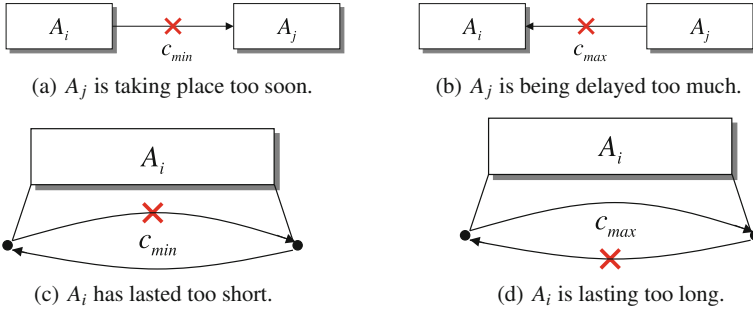 A_i
c_min
A_j
A_i
c_max
A_j
(a) A_j is taking place too soon.
(b) A_j is being delayed too much.
A_i
c_min
A_i
c_max
(c) A_i has lasted too short.
(d) A_i is lasting too long.